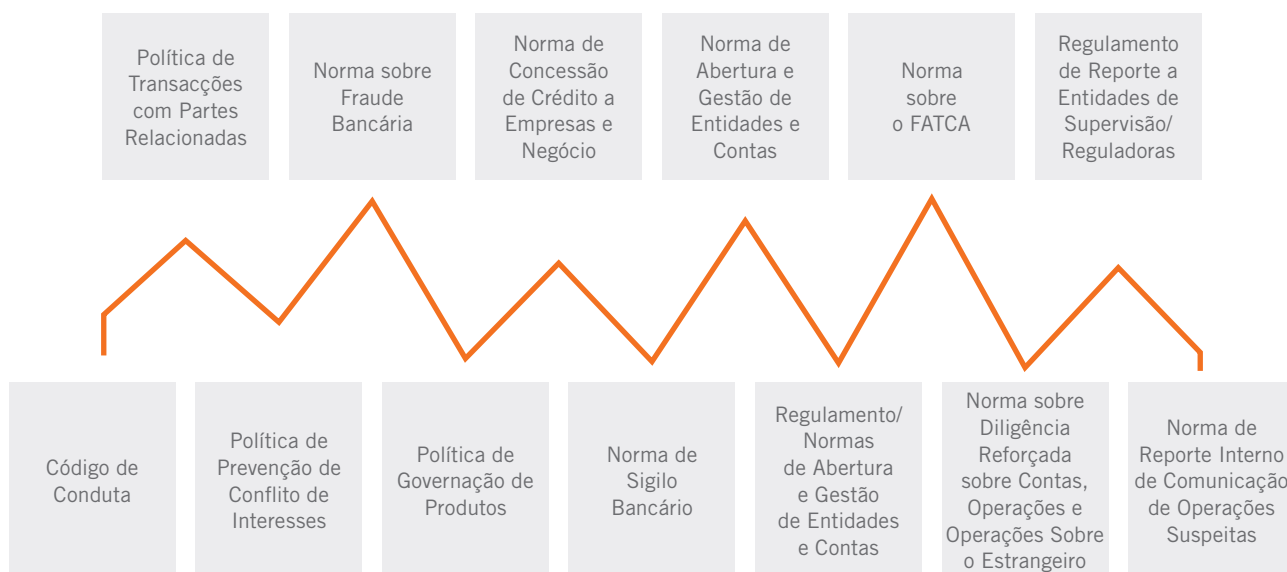 Política de
Transacções
com Partes
Relacionadas
Norma sobre
Fraude
Bancária
Norma de
Concessão
de Crédito a
Empresas e
Negócio
Norma de
Abertura e
Gestão de
Entidades e
Contas
Norma
sobre
o FATCA
Regulamento
de Reporte a
Entidades de
Supervisão/
Reguladoras
Código de
Conduta
Política de
Prevenção de
Conflito de
Interesses
Política de
Governação de
Produtos
Norma de
Sigilo
Bancário
Regulamento/
Normas
de Abertura
e Gestão
de Entidades
e Contas
Norma sobre
Diligência
Reforçada
sobre Contas,
Operações e
Operações Sobre
o Estrangeiro
Norma de
Reporte Interno
de Comunicação
de Operações
Suspeitas